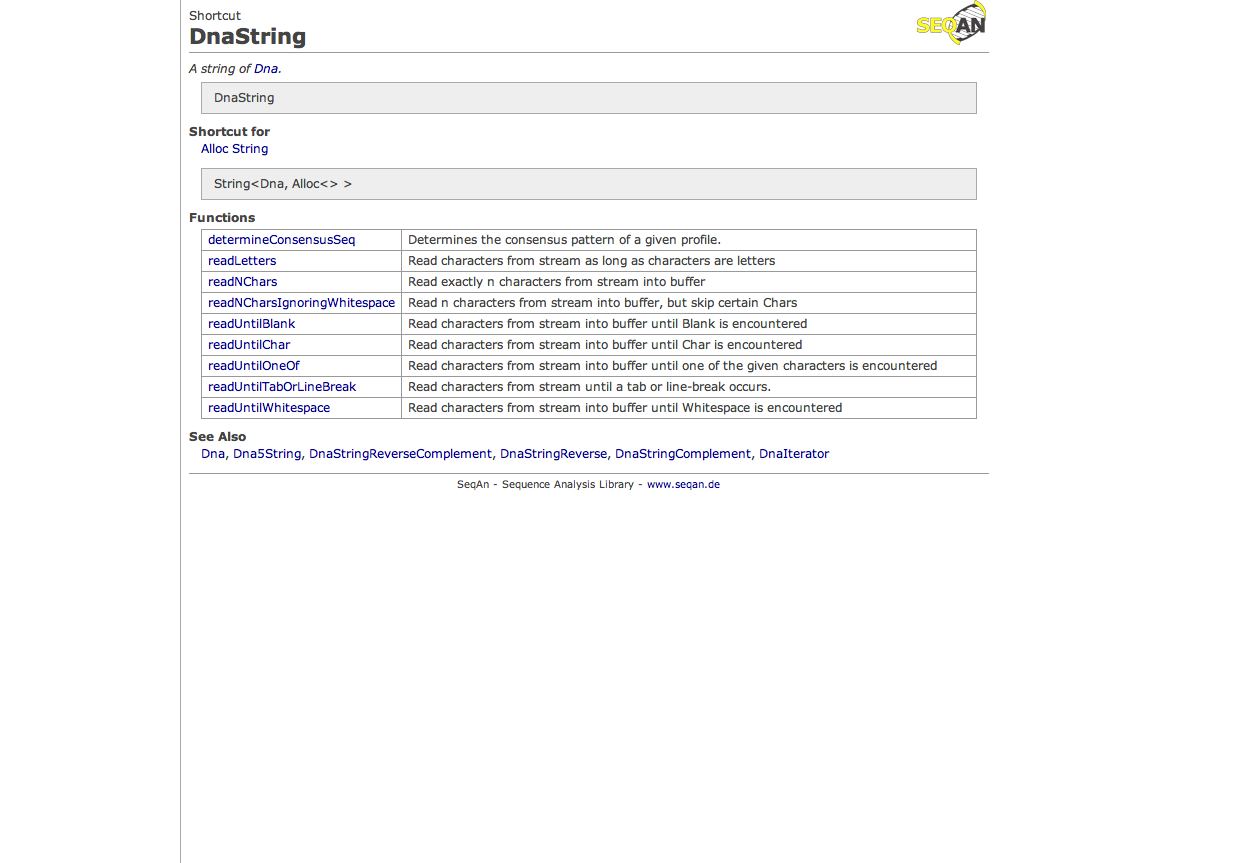 Shortcut
DnaString
SEQAN
A string of Dna.
DnaString
Shortcut for
Alloc String
String<Dna, Alloc<> >
Functions
determineConsensusSeq Determines the consensus pattern of a given profile.
readLetters Read characters from stream as long as characters are letters
readNChars Read exactly n characters from stream into buffer
readNCharsIgnoringWhitespace Read n characters from stream into buffer, but skip certain Chars
readUntilBlank Read characters from stream into buffer until Blank is encountered
readUntilChar Read characters from stream into buffer until Char is encountered
readUntilOneOf Read characters from stream into buffer until one of the given characters is encountered
readUntilTabOrLineBreak Read characters from stream until a tab or line-break occurs.
readUntilWhitespace Read characters from stream into buffer until Whitespace is encountered
See Also
Dna, Dna5String, DnaStringReverseComplement, DnaStringReverse, DnaStringComplement, DnaIterator
SeqAn - Sequence Analysis Library - www.seqan.de